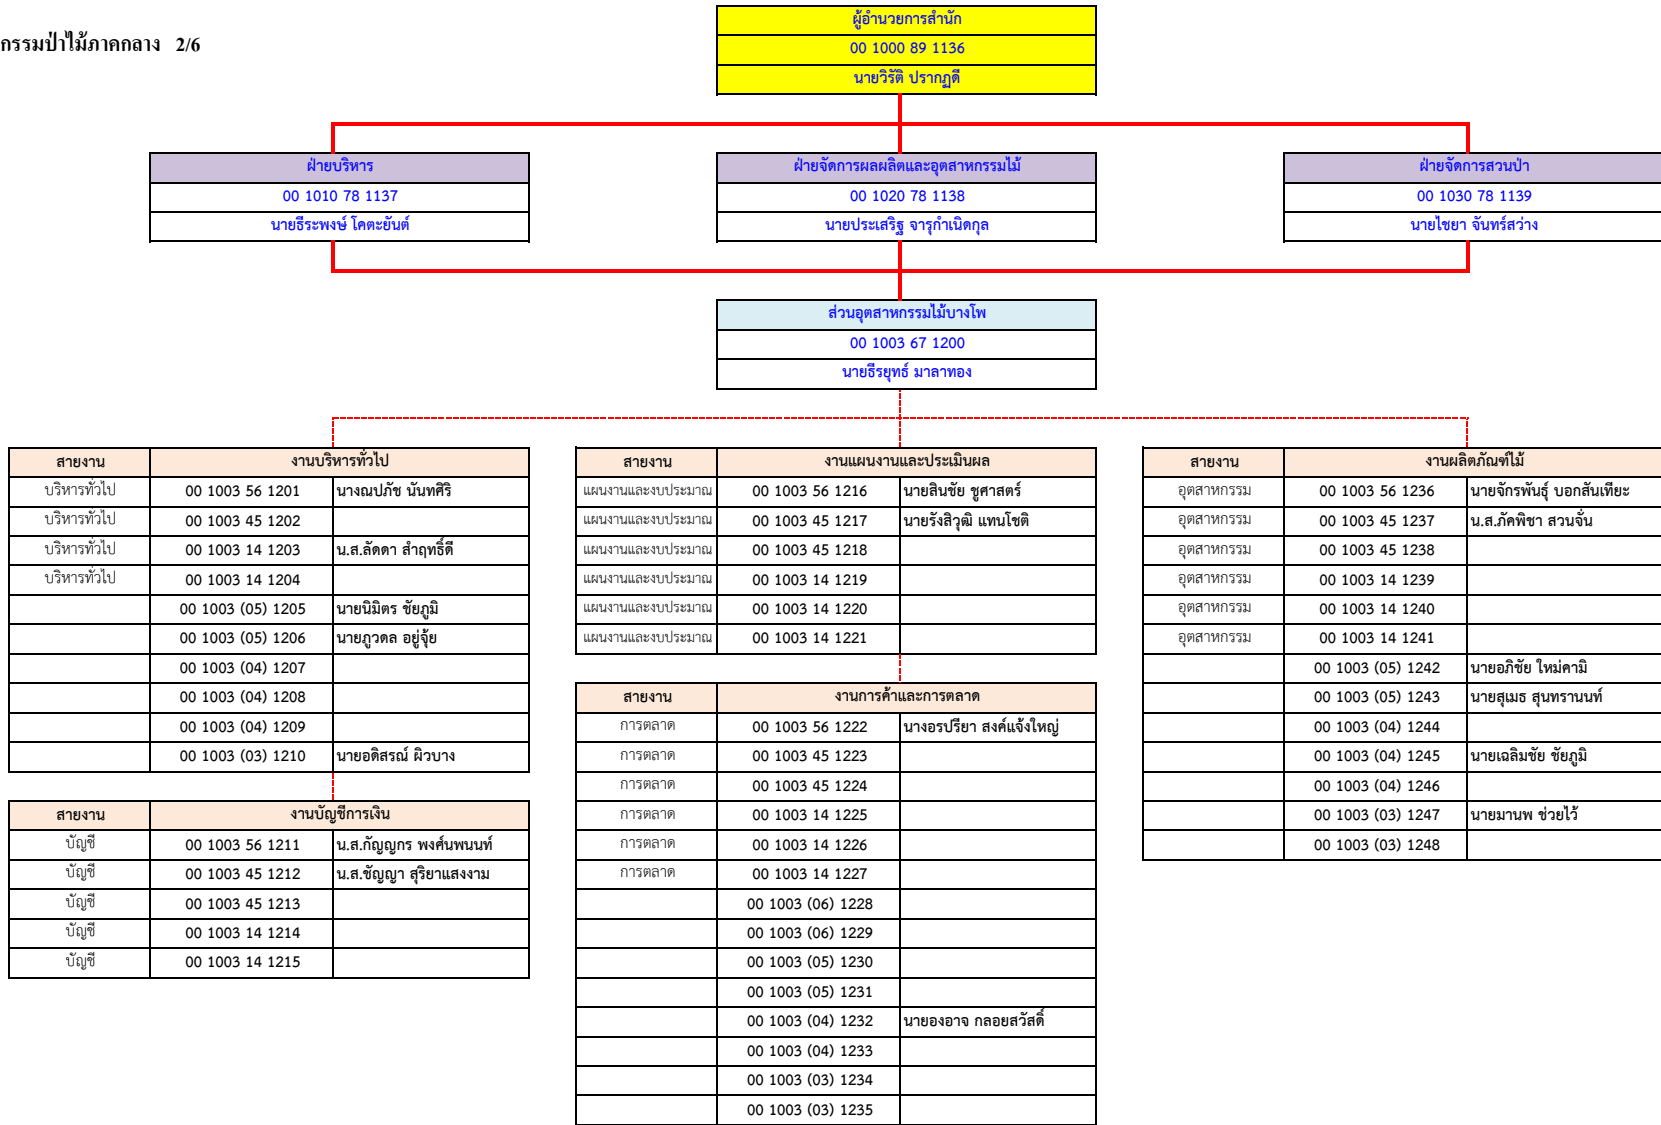 กรรมป่าไม้ภาคกลาง 2/6
ผู้อำนวยการสำนัก
00 1000 89 1136
นายวิรัติ ปรากฏดี
ฝ่ายบริหาร
00 1010 78 1137
นายธีระพงษ์ โคตะยันต์
ฝ่ายจัดการผลผลิตและอุตสาหกรรมไม้
00 1020 78 1138
นายประเสริฐ จารุกำเนิดกุล
ฝ่ายจัดการสวนป่า
00 1030 78 1139
นายไชยา จันทร์สว่าง
ส่วนอุตสาหกรรมไม้บางโพ
00 1003 67 1200
นายธีรยุทธ์ มาลาทอง
สายงาน งานบริหารทั่วไป
บริหารทั่วไป 00 1003 56 1201 นางณปภัช นันทศิริ
บริหารทั่วไป 00 1003 45 1202
บริหารทั่วไป 00 1003 14 1203 น.ส.ลัดดา สำฤทธิ์ดี
บริหารทั่วไป 00 1003 14 1204
00 1003 (05) 1205 นายนิมิตร ชัยภูมิ
00 1003 (05) 1206 นายภูวดล อยู่จุ้ย
00 1003 (04) 1207
00 1003 (04) 1208
00 1003 (04) 1209
00 1003 (03) 1210 นายอดิสรณ์ ผิวบาง
สายงาน งานบัญชีการเงิน
บัญชี 00 1003 56 1211 น.ส.กัญญกร พงศ์นพนนท์
บัญชี 00 1003 45 1212 น.ส.ชัญญา สุริยาแสงงาม
บัญชี 00 1003 45 1213
บัญชี 00 1003 14 1214
บัญชี 00 1003 14 1215
สายงาน งานแผนงานและประเมินผล
แผนงานและงบประมาณ 00 1003 56 1216 นายสินชัย ชูศาสตร์
แผนงานและงบประมาณ 00 1003 45 1217 นายรังสิวุฒิ แทนโชติ
แผนงานและงบประมาณ 00 1003 45 1218
แผนงานและงบประมาณ 00 1003 14 1219
แผนงานและงบประมาณ 00 1003 14 1220
แผนงานและงบประมาณ 00 1003 14 1221
สายงาน งานการค้าและการตลาด
การตลาด 00 1003 56 1222 นางอรปรียา สงค์แจ้งใหญ่
การตลาด 00 1003 45 1223
การตลาด 00 1003 45 1224
การตลาด 00 1003 14 1225
การตลาด 00 1003 14 1226
การตลาด 00 1003 14 1227
00 1003 (06) 1228
00 1003 (06) 1229
00 1003 (05) 1230
00 1003 (05) 1231
00 1003 (04) 1232 นายองอาจ กลอยสวัสดิ์
00 1003 (04) 1233
00 1003 (03) 1234
00 1003 (03) 1235
สายงาน งานผลิตภัณฑ์ไม้
อุตสาหกรรม 00 1003 56 1236 นายจักรพันธุ์ บอกสันเทียะ
อุตสาหกรรม 00 1003 45 1237 น.ส.ภัคพิชา สวนจั่น
อุตสาหกรรม 00 1003 45 1238
อุตสาหกรรม 00 1003 14 1239
อุตสาหกรรม 00 1003 14 1240
อุตสาหกรรม 00 1003 14 1241
00 1003 (05) 1242 นายอภิชัย ใหม่คามิ
00 1003 (05) 1243 นายสุเมธ สุนทรานนท์
00 1003 (04) 1244
00 1003 (04) 1245 นายเฉลิมชัย ชัยภูมิ
00 1003 (04) 1246
00 1003 (03) 1247 นายมานพ ช่วยไว้
00 1003 (03) 1248